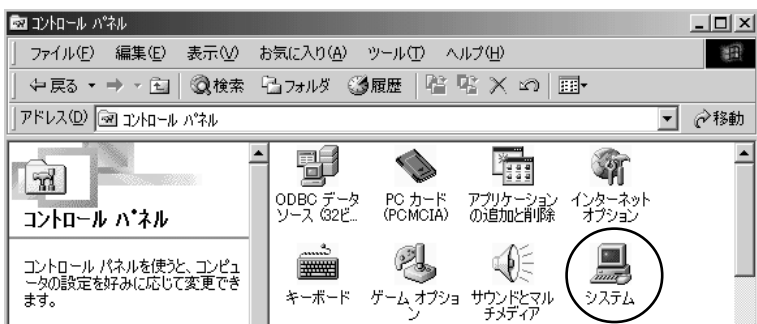 コントロール パネル
ファイル(F) 編集(E) 表示(V) お気に入り(A) ツール(T) ヘルプ(H)
戻る 検索 フォルダ 履歴
アドレス(D) コントロール パネル 移動
コントロール パネル
コントロール パネルを使うと、コンピュ
ータの設定を好みに応じて変更でき
ます。
ODBC データ
ソース (32ビ...
PC カード
(PCMCIA)
アプリケーション
の追加と削除
インターネット
オプション
キーボード
ゲーム オプショ
ン
サウンドとマル
チメディア
システム